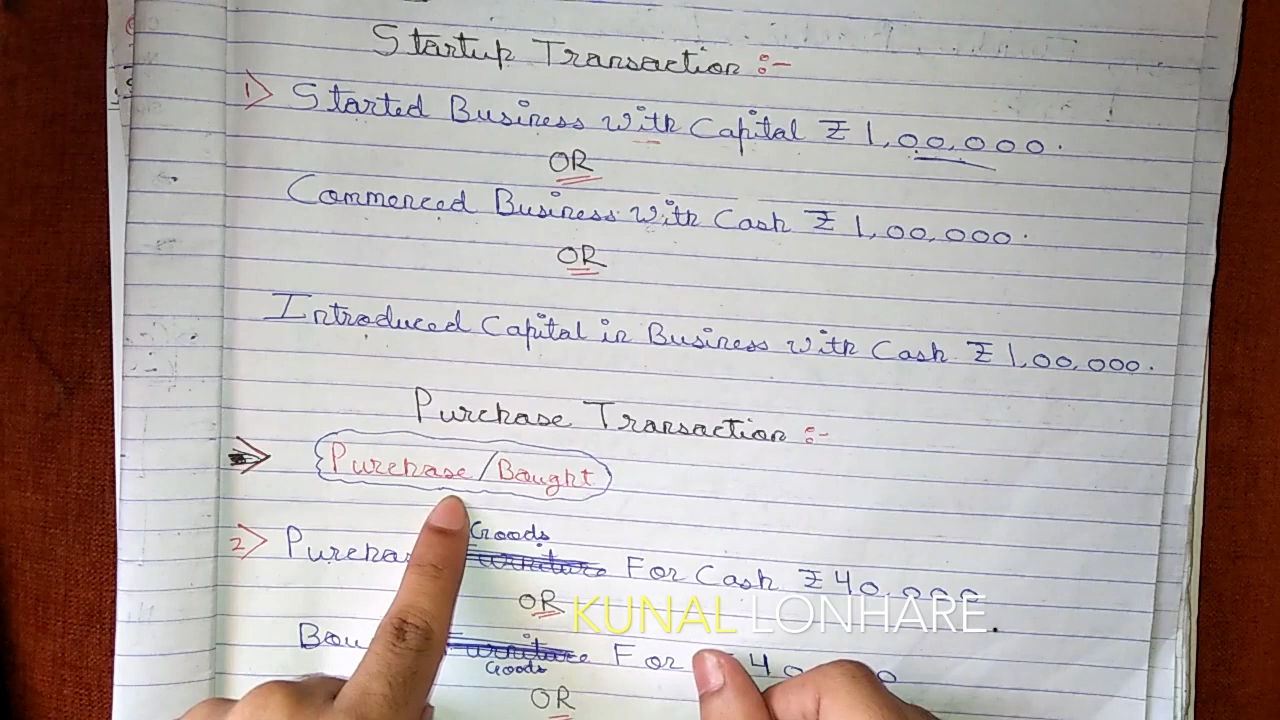 Startup Transaction :-
1) Started Business with Capital ₹ 1,00,000.
OR
Commenced Business with Cash ₹ 1,00,000.
OR
Introduced Capital in Business with Cash ₹ 1,00,000.
Purchase Transaction :-
Purchase/Bought
Goods
2) Purcha For Cash ₹ 40,000
OR
KUNAL LONHARE
Bou For
Goods
OR